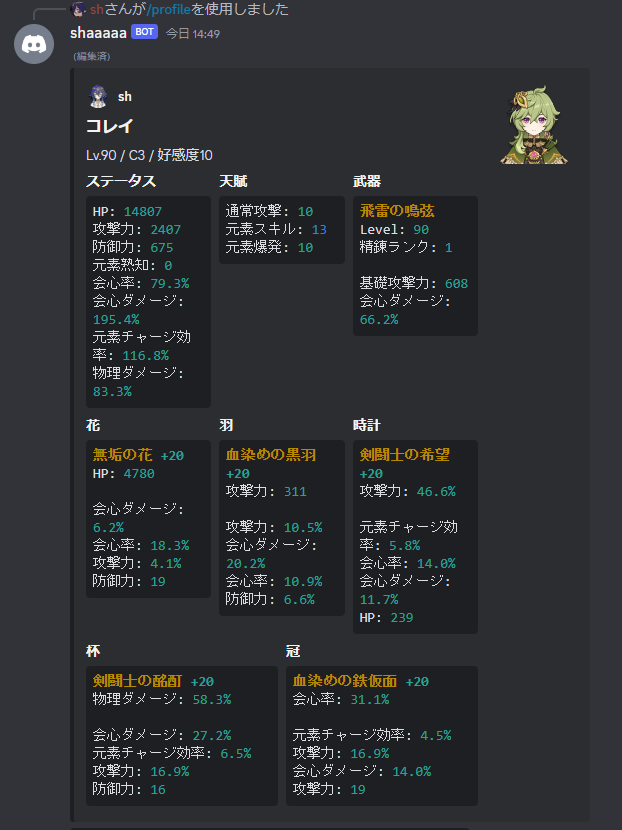 shさんが/profileを使用しました
shaaaaa BOT 今日 14:49
(編集済)
sh
コレイ
Lv.90 / C3 / 好感度10
ステータス
HP: 14807
攻撃力: 2407
防御力: 675
元素熟知: 0
会心率: 79.3%
会心ダメージ:
195.4%
元素チャージ効
率: 116.8%
物理ダメージ:
83.3%
天賦
通常攻撃: 10
元素スキル: 13
元素爆発: 10
武器
飛雷の鳴弦
Level: 90
精錬ランク: 1
基礎攻撃力: 608
会心ダメージ:
66.2%
花
無垢の花 +20
HP: 4780
会心ダメージ:
6.2%
会心率: 18.3%
攻撃力: 4.1%
防御力: 19
羽
血染めの黒羽
+20
攻撃力: 311
攻撃力: 10.5%
会心ダメージ:
20.2%
会心率: 10.9%
防御力: 6.6%
時計
剣闘士の希望
+20
攻撃力: 46.6%
元素チャージ効
率: 5.8%
会心率: 14.0%
会心ダメージ:
11.7%
HP: 239
杯
剣闘士の酩酊 +20
物理ダメージ: 58.3%
会心ダメージ: 27.2%
元素チャージ効率: 6.5%
攻撃力: 16.9%
防御力: 16
冠
血染めの鉄仮面 +20
会心率: 31.1%
元素チャージ効率: 4.5%
攻撃力: 16.9%
会心ダメージ: 14.0%
攻撃力: 19